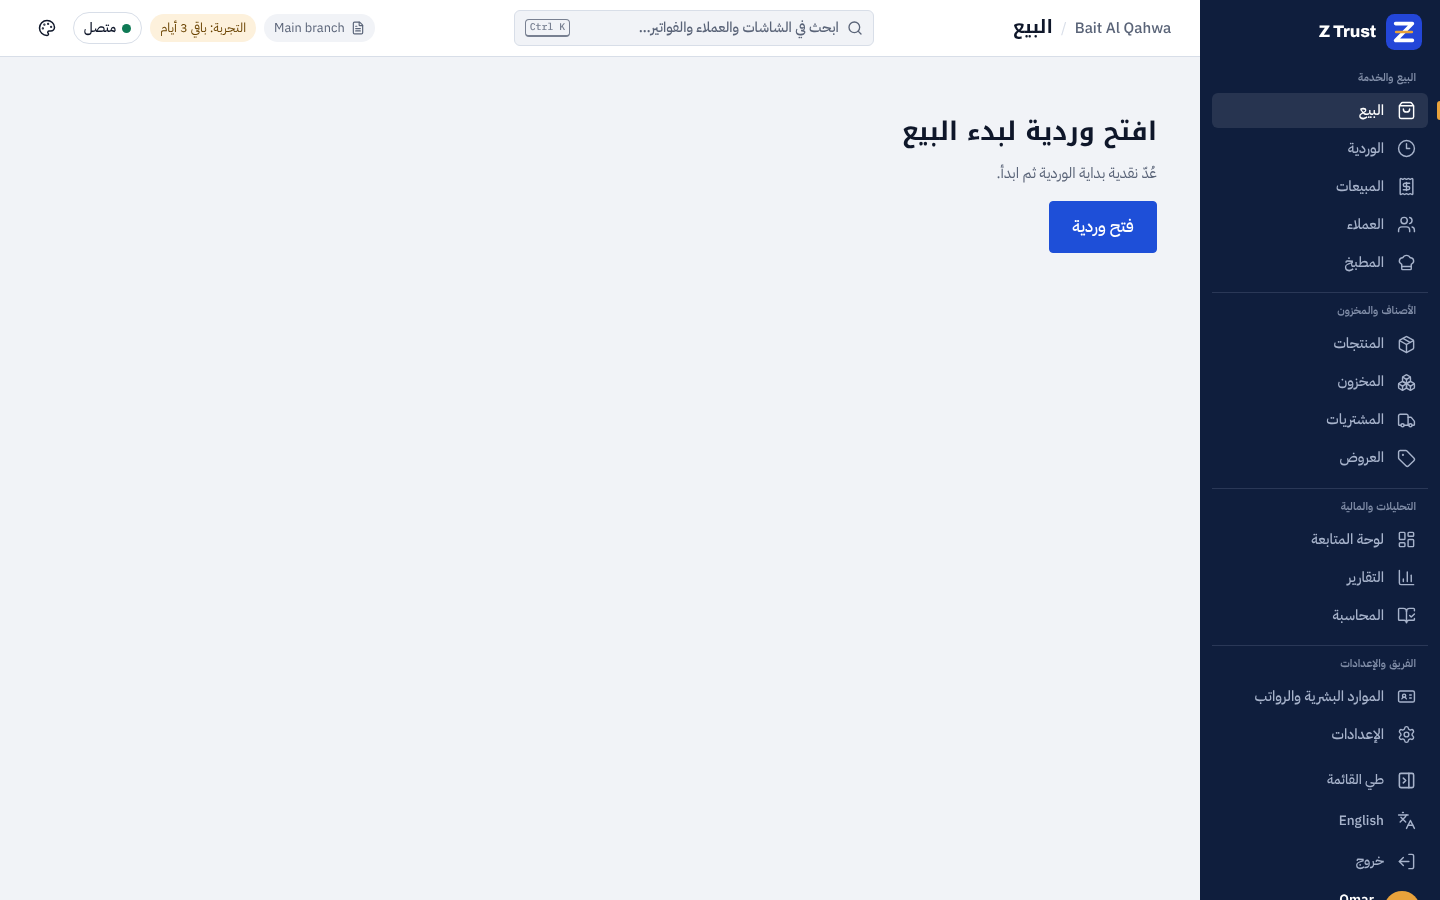 Z Trust
البيع والخدمة
البيع
الوردية
المبيعات
العملاء
المطبخ
الأصناف والمخزون
المنتجات
المخزون
المشتريات
العروض
التحليلات والمالية
لوحة المتابعة
التقارير
المحاسبة
الفريق والإعدادات
الموارد البشرية والرواتب
الإعدادات
طي القائمة
English
خروج
Omar
Bait Al Qahwa / البيع
ابحث في الشاشات والعملاء والفواتير...
Ctrl K
Main branch
التجربة: باقي 3 أيام
متصل
افتح وردية لبدء البيع
عُدّ نقدية بداية الوردية ثم ابدأ.
فتح وردية